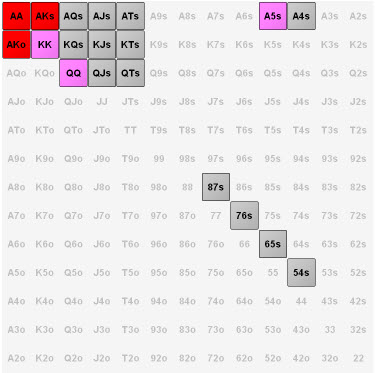 AA AKs AQs AJs ATs A9s A8s A7s A6s A5s A4s A3s A2s
AKo KK KQs KJs KTs K9s K8s K7s K6s K5s K4s K3s K2s
AQo KQo QQ QJs QTs Q9s Q8s Q7s Q6s Q5s Q4s Q3s Q2s
AJo KJo QJo JJ JTs J9s J8s J7s J6s J5s J4s J3s J2s
ATo KTo QTo JTo TT T9s T8s T7s T6s T5s T4s T3s T2s
A9o K9o Q9o J9o T9o 99 98s 97s 96s 95s 94s 93s 92s
A8o K8o Q8o J8o T8o 98o 88 87s 86s 85s 84s 83s 82s
A7o K7o Q7o J7o T7o 97o 87o 77 76s 75s 74s 73s 72s
A6o K6o Q6o J6o T6o 96o 86o 76o 66 65s 64s 63s 62s
A5o K5o Q5o J5o T5o 95o 85o 75o 65o 55 54s 53s 52s
A4o K4o Q4o J4o T4o 94o 84o 74o 64o 54o 44 43s 42s
A3o K3o Q3o J3o T3o 93o 83o 73o 63o 53o 43o 33 32s
A2o K2o Q2o J2o T2o 92o 82o 72o 62o 52o 42o 32o 22